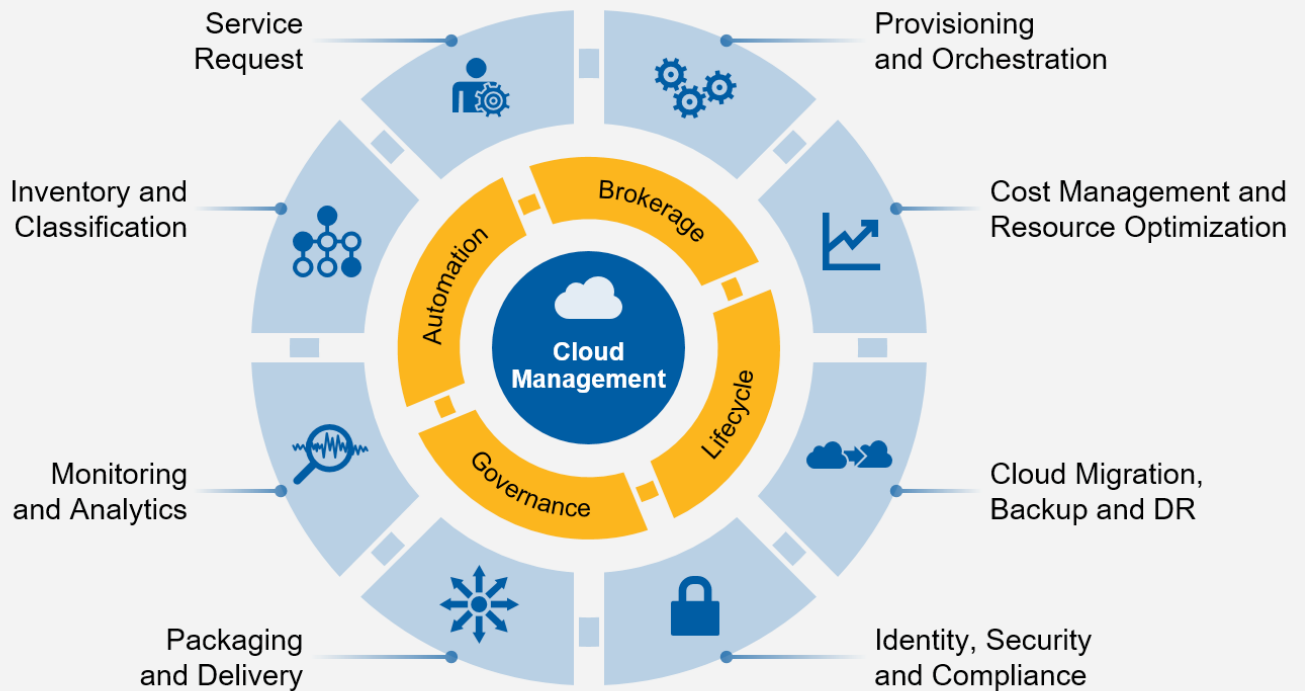 Service
Request
Provisioning
and Orchestration
Inventory and
Classification
Cost Management and
Resource Optimization
Brokerage
Automation
Cloud
Management
Lifecycle
Governance
Monitoring
and Analytics
Cloud Migration,
Backup and DR
Packaging
and Delivery
Identity, Security
and Compliance